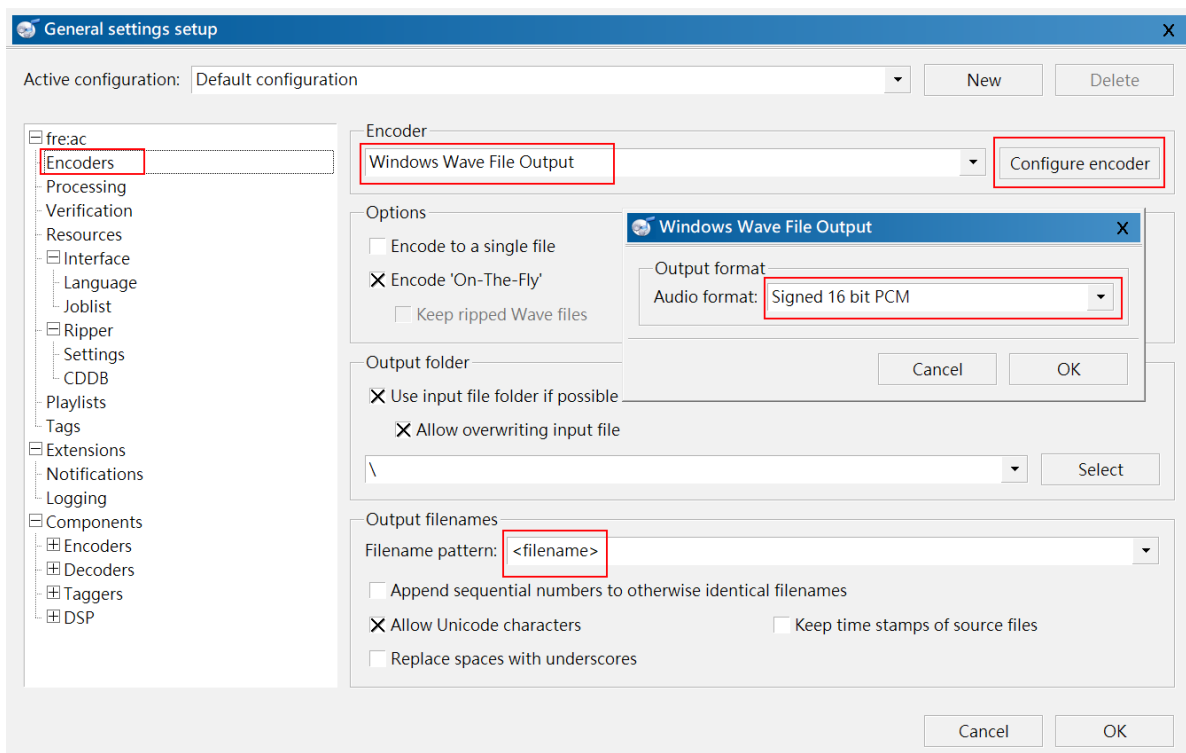 General settings setup
X
Active configuration: Default configuration
New
Delete
fre:ac
Encoders
Processing
Verification
Resources
Interface
Language
Joblist
Ripper
Settings
CDDB
Playlists
Tags
Extensions
Notifications
Logging
Components
Encoders
Decoders
Taggers
DSP
Encoder
Windows Wave File Output
Configure encoder
Options
Encode to a single file
Encode 'On-The-Fly'
Keep ripped Wave files
Windows Wave File Output
X
Output format
Audio format: Signed 16 bit PCM
Cancel
OK
Output folder
Use input file folder if possible
Allow overwriting input file
\
Select
Output filenames
Filename pattern: <filename>
Append sequential numbers to otherwise identical filenames
Allow Unicode characters
Keep time stamps of source files
Replace spaces with underscores
Cancel
OK